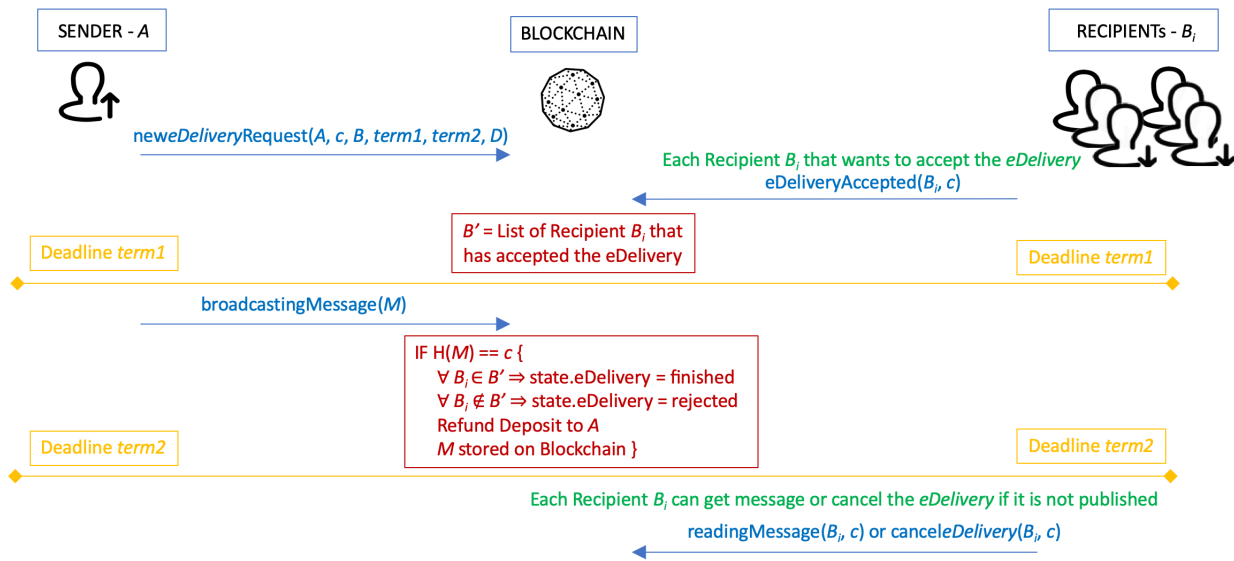 SENDER - A
BLOCKCHAIN
RECIPIENTs - Bi
neweDeliveryRequest(A, c, B, term1, term2, D)
Each Recipient Bi that wants to accept the eDelivery
eDeliveryAccepted(Bi, c)
B’ = List of Recipient Bi that
has accepted the eDelivery
Deadline term1
Deadline term1
broadcastingMessage(M)
IF H(M) == c {
∀ Bi ∈ B’ ⇒ state.eDelivery = finished
∀ Bi ∉ B’ ⇒ state.eDelivery = rejected
Refund Deposit to A
M stored on Blockchain }
Deadline term2
Deadline term2
Each Recipient Bi can get message or cancel the eDelivery if it is not published
readingMessage(Bi, c) or canceleDelivery(Bi, c)